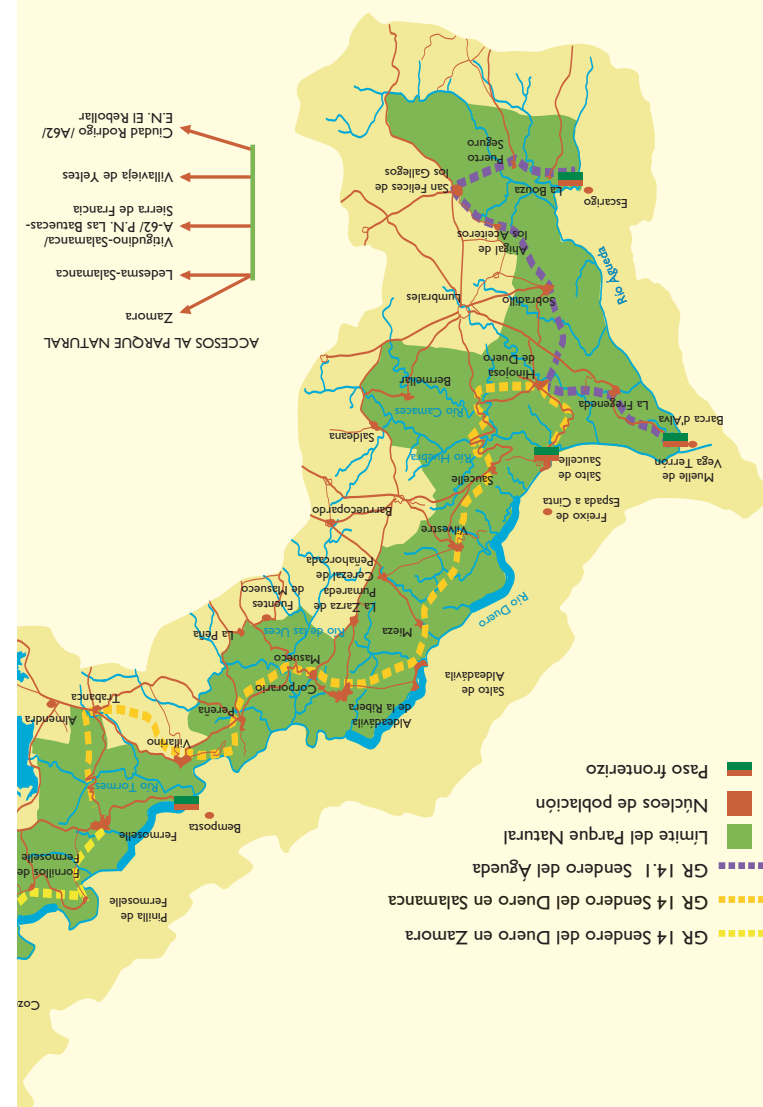 Coz
GR 14 Sendero del Duero en Zamora
GR 14 Sendero del Duero en Salamanca
GR 14.1 Sendero del Águeda
Límite del Parque Natural
Núcleos de población
Paso fronterizo
Pinilla de
Fermoselle
Fornillos de
Fermoselle
Fermoselle
Bemposta
Río Tormes
Villarino
Almendra
Trabanca
Pereña
Aldeadávila
de la Ribera
Corporario
Masueco
Salto de
Aldeadávila
La Peña
Río de las Uces
Fuentes
de Masueco
Mieza
La Zarza de
Pumareda
Cerezal de
Peñahorcada
Río Duero
Vilvestre
Barruecopardo
Freixo de
Espada a Cinta
Saucelle
Salto de
Saucelle
Muelle de
Vega Terrón
Río Huebra
Saldeana
Barca d'Alva
Río Camaces
La Fregeneda
Hinojosa
de Duero
Bermellar
Sobradillo
Lumbrales
Río Águeda
Ahigal de
los Aceiteros
Escarigo
La Bouza
San Felices de
los Gallegos
Puerto
Seguro
ACCESOS AL PARQUE NATURAL
Zamora
Ledesma-Salamanca
Vitigudino-Salamanca/
A-62/ P.N. Las Batuecas-
Sierra de Francia
Villavieja de Yeltes
Ciudad Rodrigo /A62/
E.N. El Rebollar